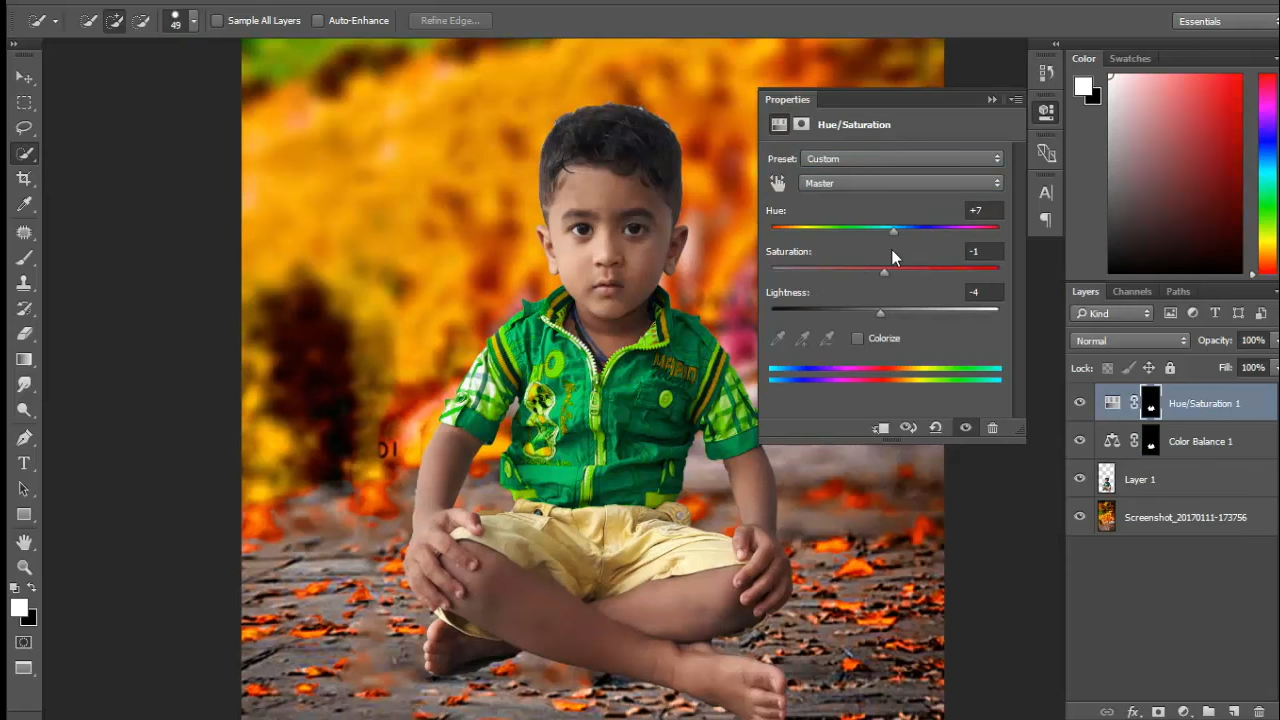 49
Sample All Layers
Auto-Enhance
Refine Edge...
Essentials
Properties
Hue/Saturation
Preset: Custom
Master
Hue: +7
Saturation: -1
Lightness: -4
Colorize
Color Swatches
Layers Channels Paths
Kind
Normal Opacity: 100%
Lock: Fill: 100%
Hue/Saturation 1
Color Balance 1
Layer 1
Screenshot_20170111-173756